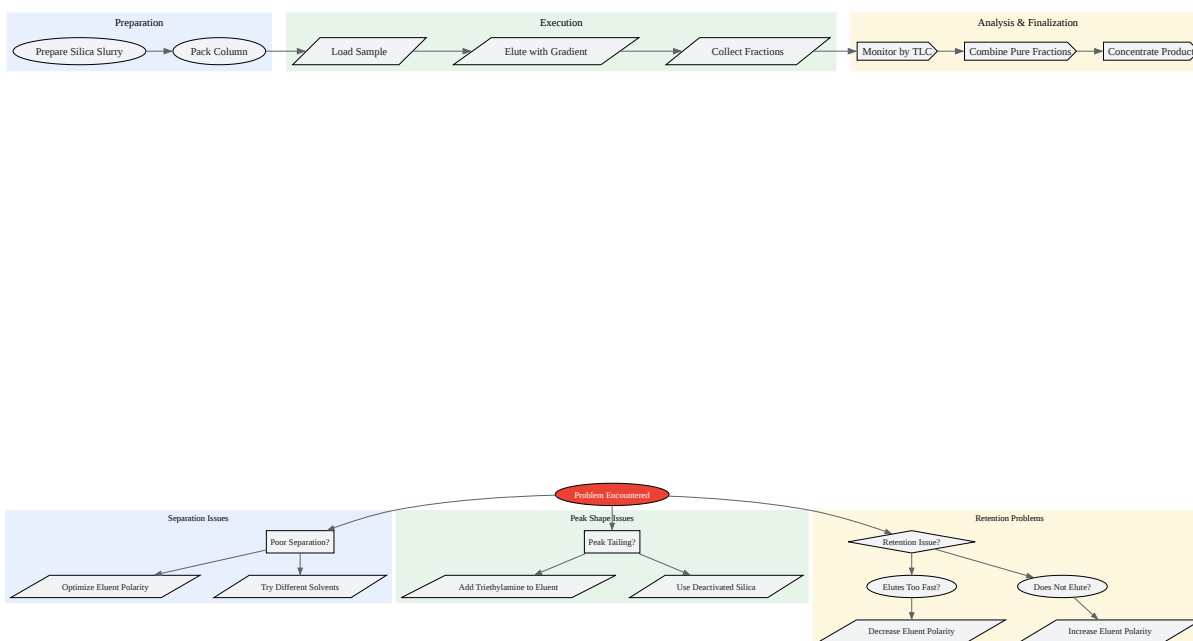 Preparation
Execution
Analysis & Finalization
Prepare Silica Slurry
Pack Column
Load Sample
Elute with Gradient
Collect Fractions
Monitor by TLC
Combine Pure Fractions
Concentrate Product
Problem Encountered
Separation Issues
Peak Shape Issues
Retention Problems
Poor Separation?
Peak Tailing?
Retention Issue?
Optimize Eluent Polarity
Try Different Solvents
Add Triethylamine to Eluent
Use Deactivated Silica
Elutes Too Fast?
Does Not Elute?
Decrease Eluent Polarity
Increase Eluent Polarity